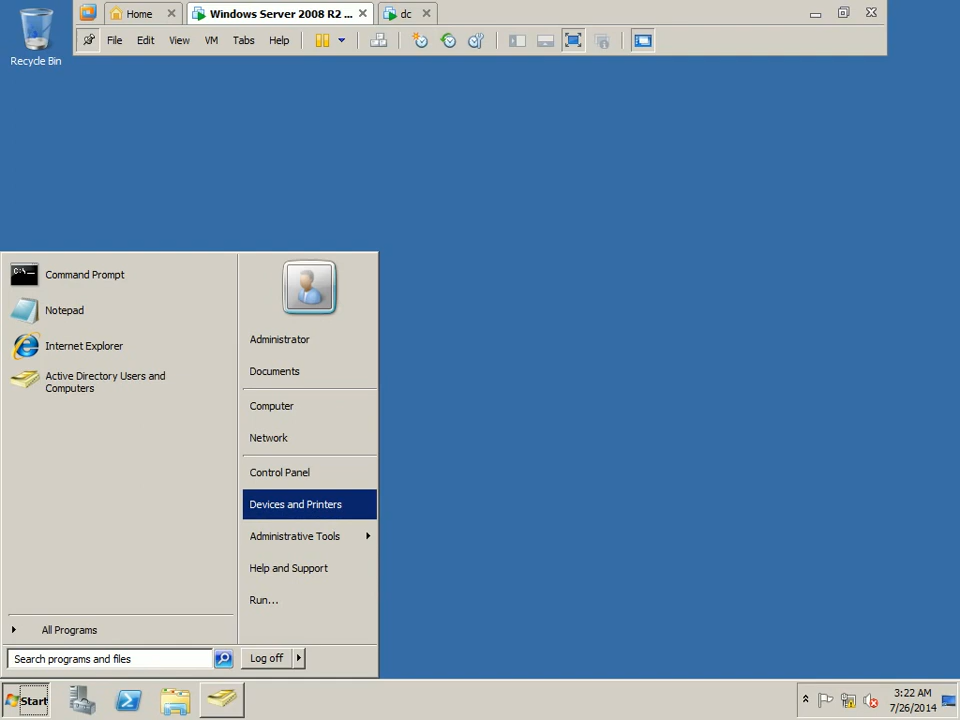 Home
Windows Server 2008 R2 ...
dc
File Edit View VM Tabs Help
Recycle Bin
Command Prompt
Notepad
Internet Explorer
Active Directory Users and
Computers
Administrator
Documents
Computer
Network
Control Panel
Devices and Printers
Administrative Tools
Help and Support
Run...
All Programs
Search programs and files
Log off
Start
3:22 AM
7/26/2014